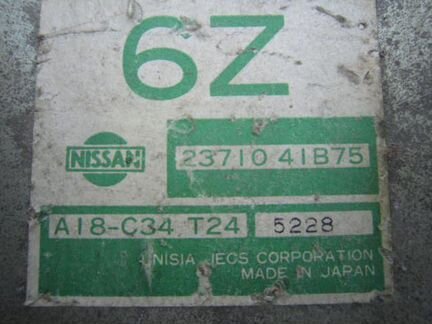 6Z
NISSAN
23710 41B75
A18-C34 T24 5228
UNISIA JECS CORPORATION
MADE IN JAPAN